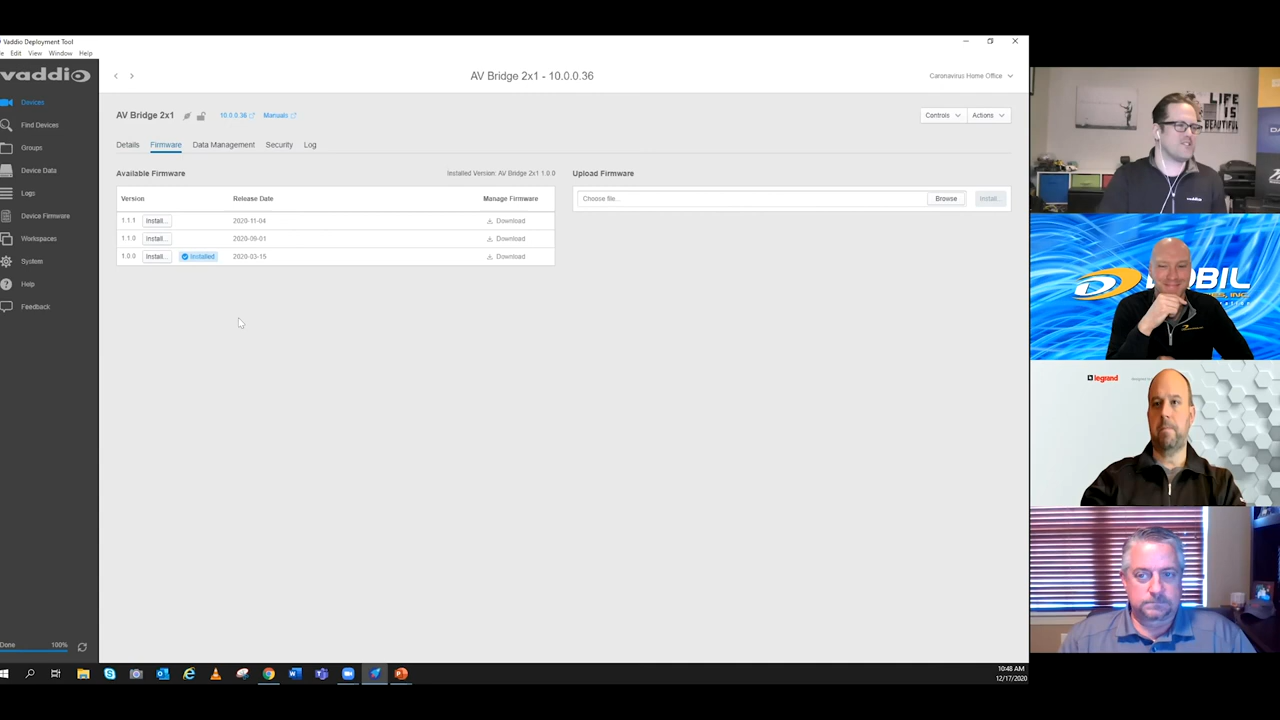 Vaddio Deployment Tool
Edit View Window Help
vaddio
AV Bridge 2x1 - 10.0.0.36
Caronavirus Home Office
Devices
Find Devices
Groups
Device Data
Logs
Device Firmware
Workspaces
System
Help
Feedback
AV Bridge 2x1
10.0.0.36
Manuals
Controls
Actions
Details Firmware Data Management Security Log
Available Firmware
Installed Version: AV Bridge 2x1 1.0.0
Version Release Date Manage Firmware
1.1.1 Install... 2020-11-04 Download
1.1.0 Install... 2020-09-01 Download
1.0.0 Install... Installed 2020-03-15 Download
Upload Firmware
Choose file... Browse Install...
Done 100%
10:48 AM
12/17/2020
LIFE
IS
BEAUTIFUL
vaddio
legrand